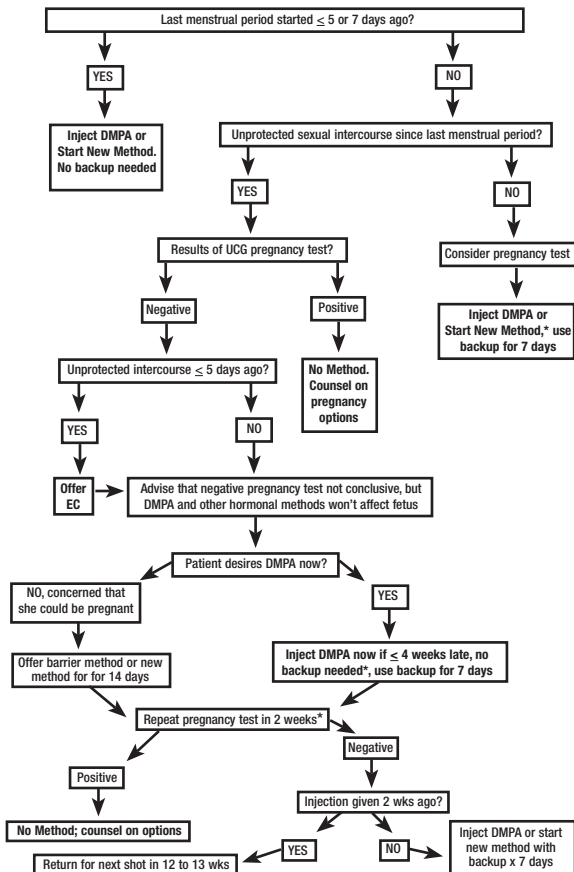 Last menstrual period started ≤ 5 or 7 days ago?
YES
NO
Inject DMPA or
Start New Method.
No backup needed
Unprotected sexual intercourse since last menstrual period?
YES
NO
Results of UCG pregnancy test?
Consider pregnancy test
Negative
Positive
Inject DMPA or
Start New Method,* use
backup for 7 days
No Method.
Counsel on
pregnancy
options
Unprotected intercourse ≤ 5 days ago?
YES
NO
Offer
EC
Advise that negative pregnancy test not conclusive, but
DMPA and other hormonal methods won't affect fetus
Patient desires DMPA now?
NO, concerned that
she could be pregnant
YES
Offer barrier method or new
method for for 14 days
Inject DMPA now if ≤ 4 weeks late, no
backup needed*, use backup for 7 days
Repeat pregnancy test in 2 weeks*
Negative
Positive
Injection given 2 wks ago?
No Method; counsel on options
YES
NO
Inject DMPA or start
new method with
backup x 7 days
Return for next shot in 12 to 13 wks